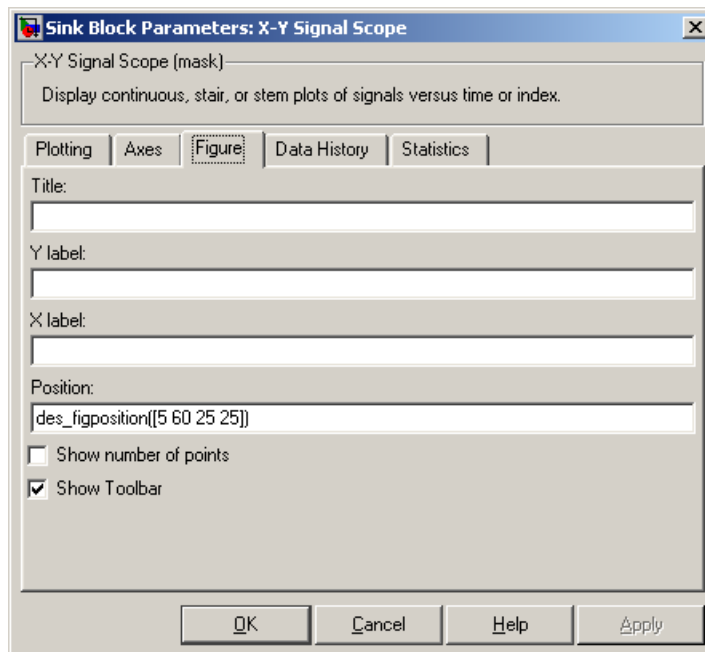 Sink Block Parameters: X-Y Signal Scope
X-Y Signal Scope (mask)
Display continuous, stair, or stem plots of signals versus time or index.
Plotting Axes Figure Data History Statistics
Title:
Y label:
X label:
Position:
des_figposition([5 60 25 25])
Show number of points
Show Toolbar
OK Cancel Help Apply